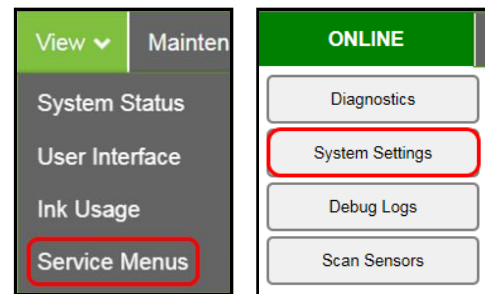 View Mainten
System Status
User Interface
Ink Usage
Service Menus
ONLINE
Diagnostics
System Settings
Debug Logs
Scan Sensors